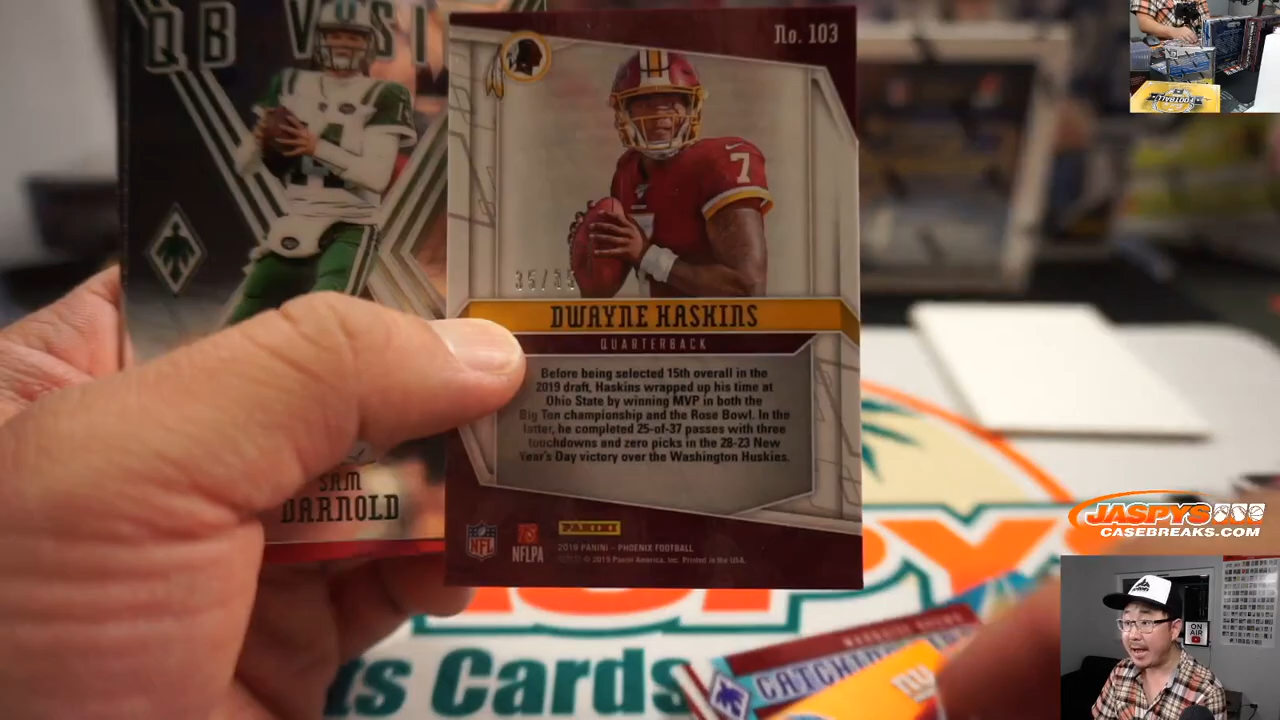 QB VISI
No. 103
7
35/35
DWAYNE HASKINS
QUARTERBACK
Before being selected 15th overall in the
2019 draft, Haskins wrapped up his time at
Ohio State by winning MVP in both the
Big Ten championship and the Rose Bowl. In the
latter, he completed 25-of-37 passes with three
touchdowns and zero picks in the 28-23 New
Year's Day victory over the Washington Huskies.
SAM
DARNOLD
NFL
NFLPA
PANINI
2019 PANINI - PHOENIX FOOTBALL
© 2019 Panini America, Inc. Printed in the USA.
ts Cards
CATCHER
JASPYS
CASEBREAKS.COM
ON
AIR